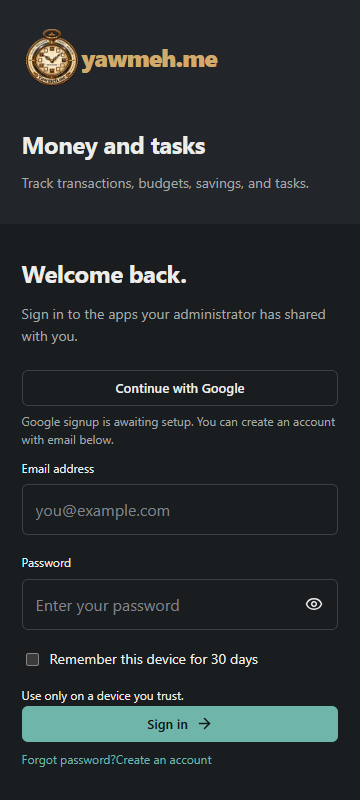 yawmeh.me
Money and tasks
Track transactions, budgets, savings, and tasks.
Welcome back.
Sign in to the apps your administrator has shared
with you.
Continue with Google
Google signup is awaiting setup. You can create an account
with email below.
Email address
you@example.com
Password
Enter your password
Remember this device for 30 days
Use only on a device you trust.
Sign in →
Forgot password?Create an account